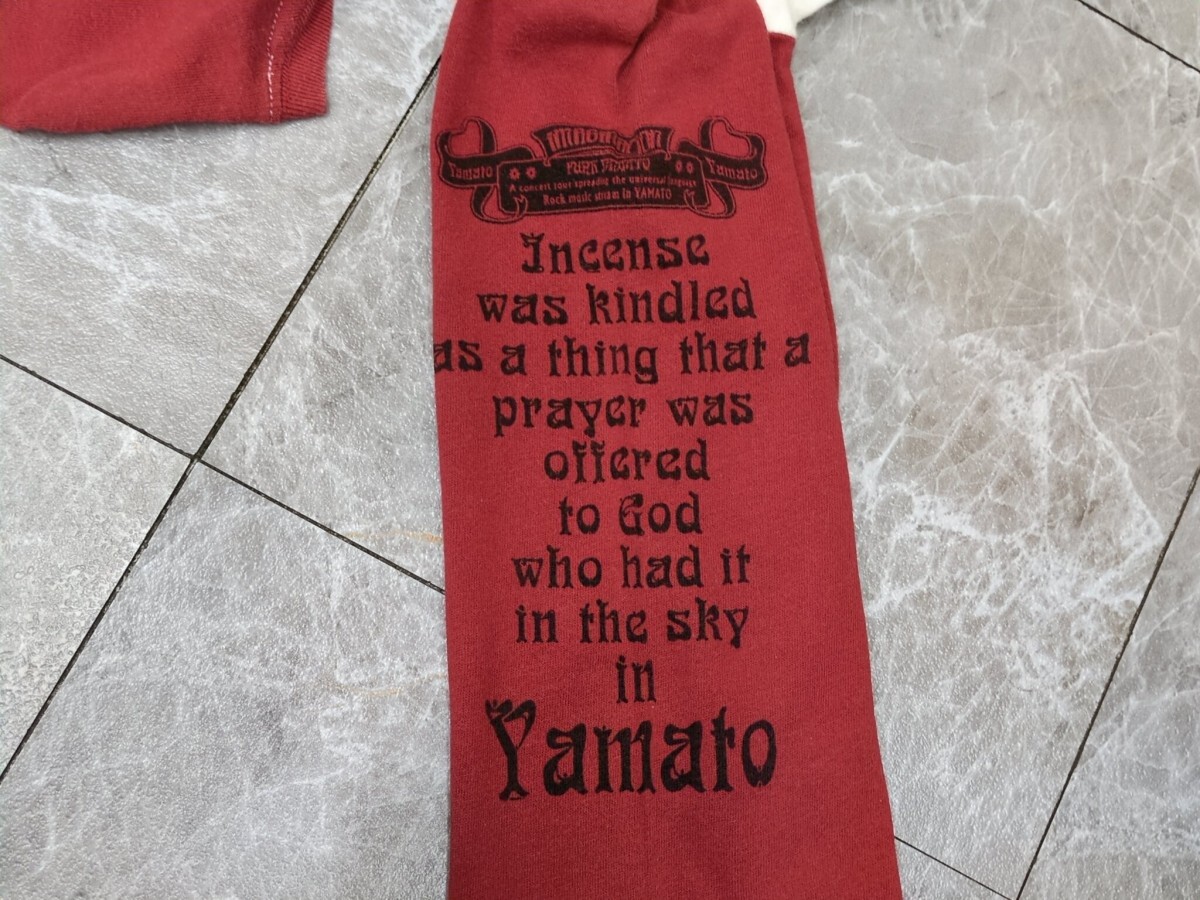 Yamato
Yamato
A concert tour spreading the universal language
Rock music stream in YAMATO
Incense
was kindled
as a thing that a
prayer was
offered
to God
who had it
in the sky
in
Yamato